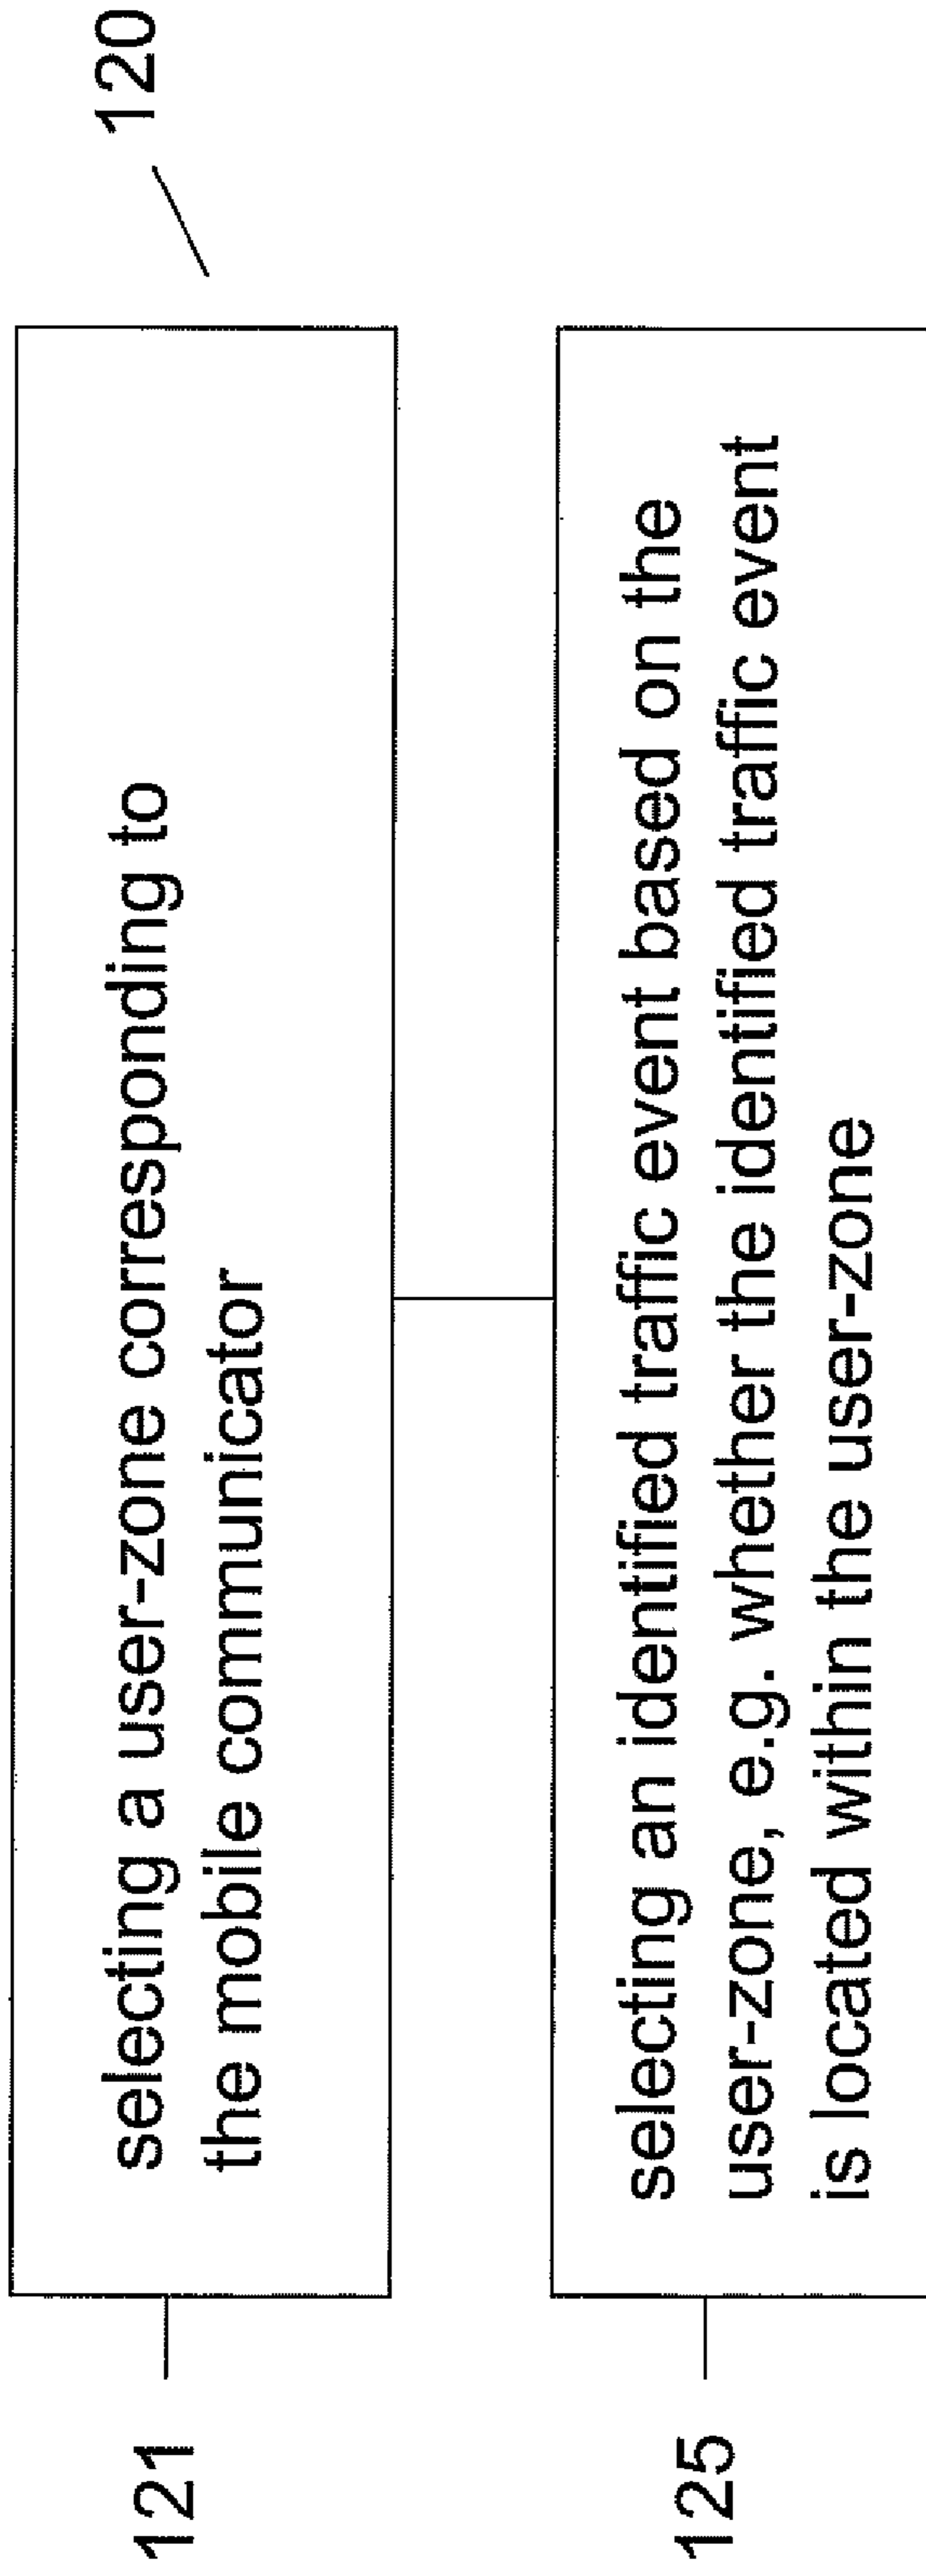 120
121
selecting a user-zone corresponding to
the mobile communicator
125
selecting an identified traffic event based on the
user-zone, e.g. whether the identified traffic event
is located within the user-zone